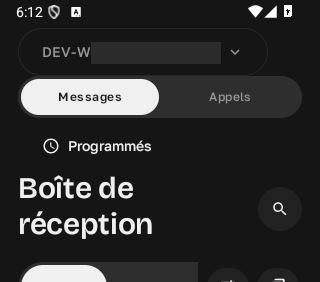 6:12
DEV-W
Messages
Appels
Programmés
Boîte de
réception